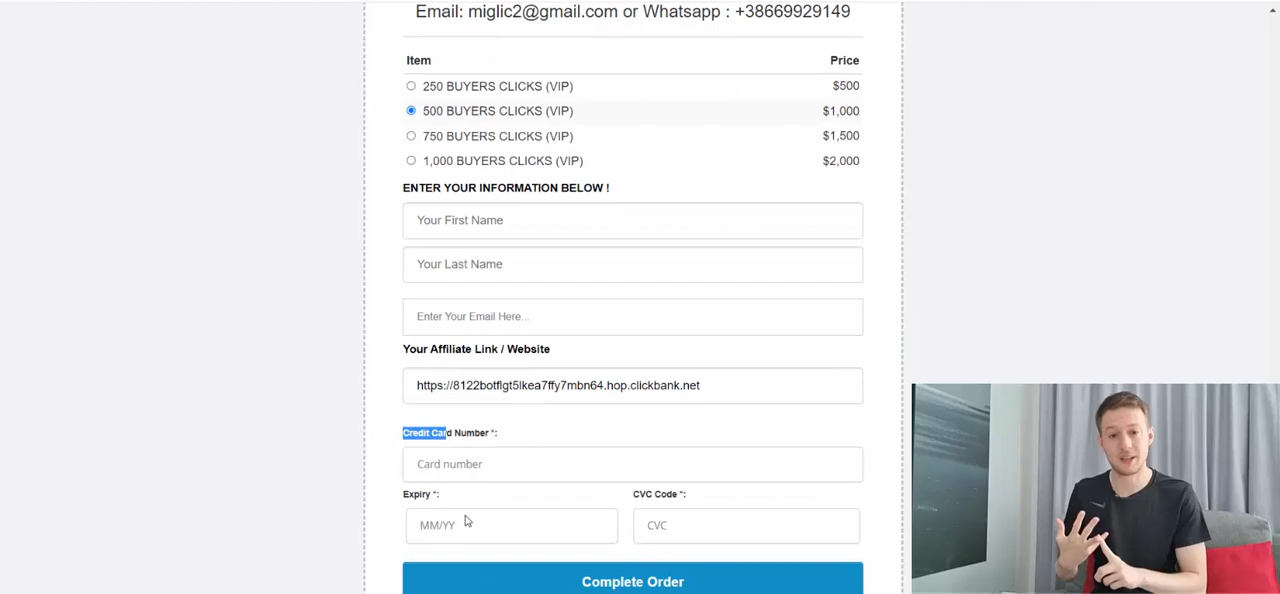 Email: miglic2@gmail.com or Whatsapp : +38669929149
Item Price
250 BUYERS CLICKS (VIP) $500
500 BUYERS CLICKS (VIP) $1,000
750 BUYERS CLICKS (VIP) $1,500
1,000 BUYERS CLICKS (VIP) $2,000
ENTER YOUR INFORMATION BELOW !
Your First Name
Your Last Name
Enter Your Email Here...
Your Affiliate Link / Website
https://8122botflgt5lkea7ffy7mbn64.hop.clickbank.net
Credit Card Number *:
Card number
Expiry *: CVC Code *:
MM/YY CVC
Complete Order